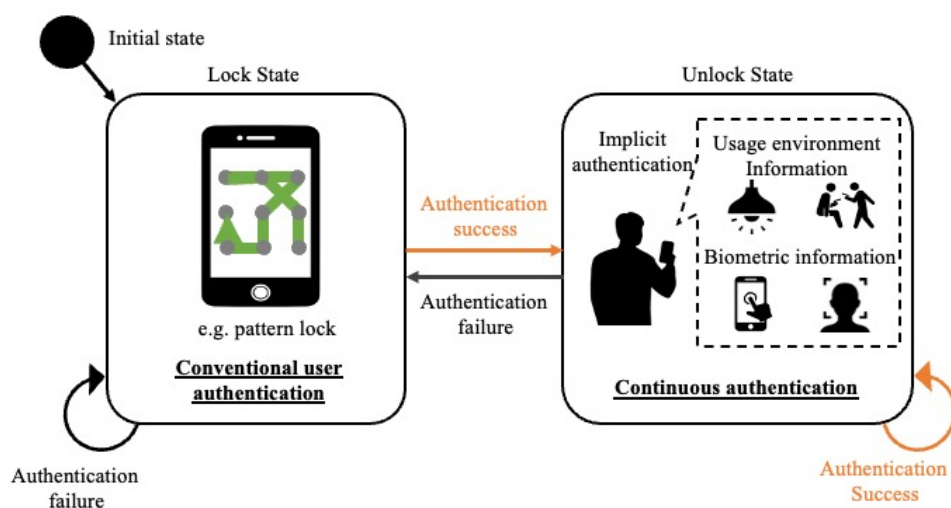 Initial state
Lock State
e.g. pattern lock
Conventional user
authentication
Authentication
failure
Authentication
success
Authentication
failure
Unlock State
Implicit
authentication
Usage environment
Information
Biometric information
Continuous authentication
Authentication
Success